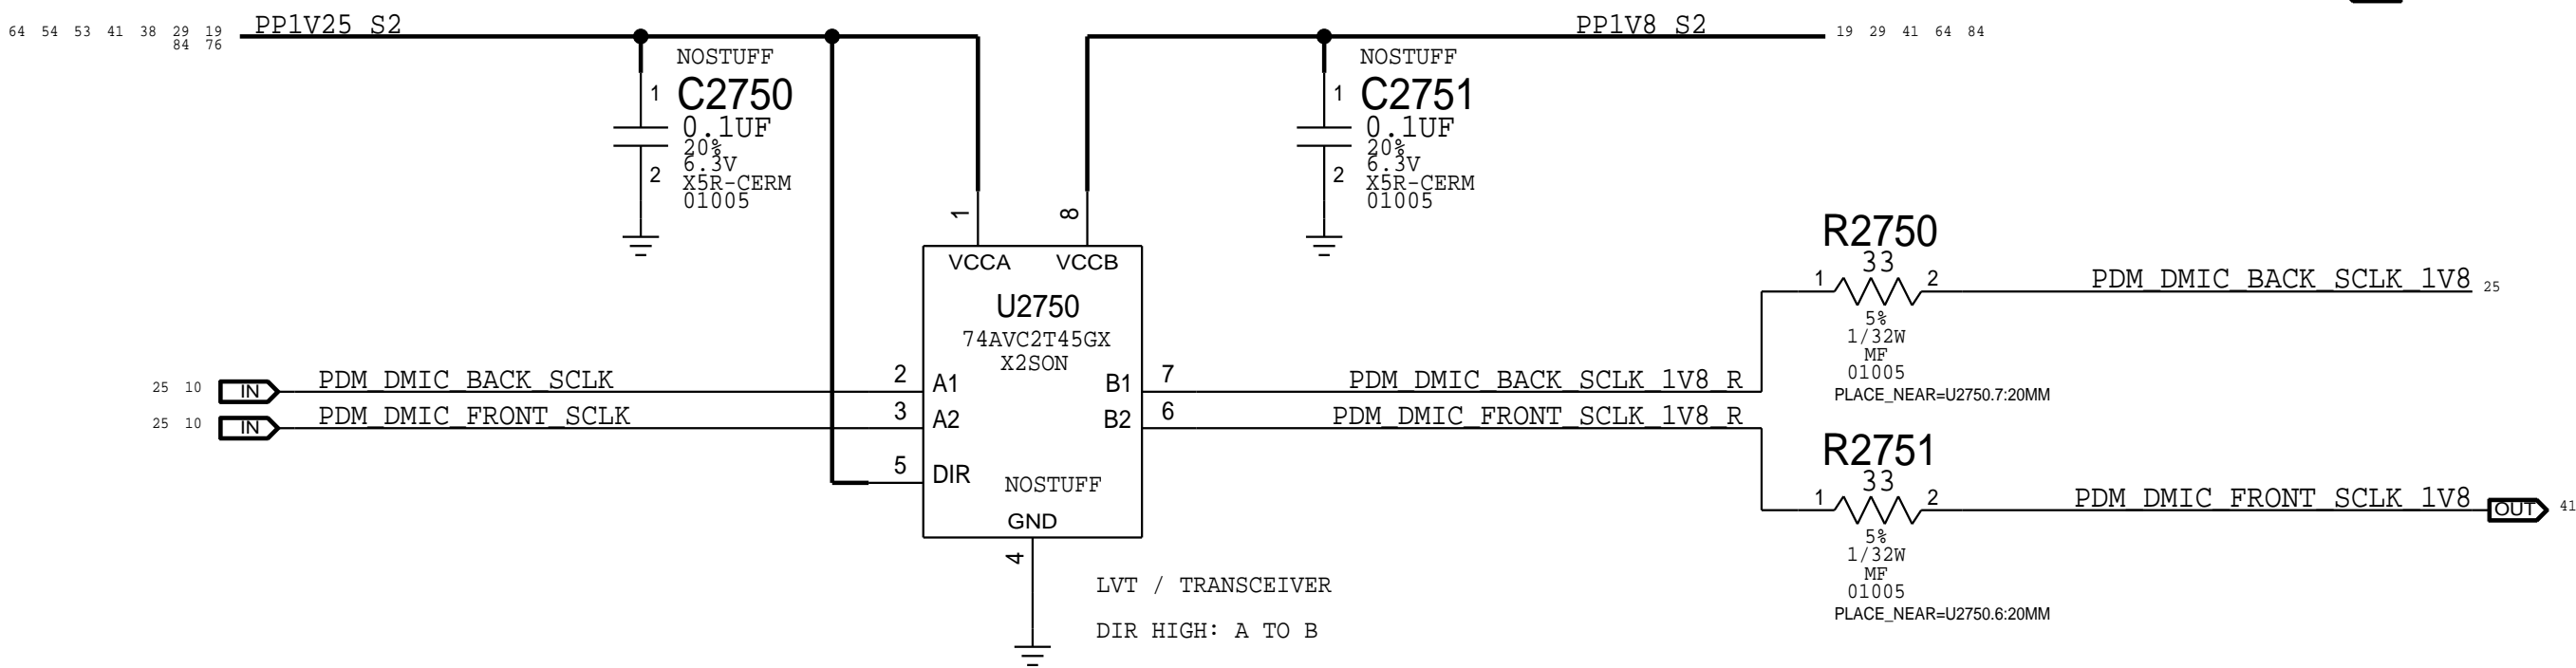 64 54 53 41 38 29 19
84 76
PP1V25_S2
PP1V8_S2
19 29 41 64 84
NOSTUFF
C2750
0.1UF
20%
6.3V
X5R-CERM
01005
1
2
NOSTUFF
C2751
0.1UF
20%
6.3V
X5R-CERM
01005
1
2
1
8
VCCA VCCB
U2750
74AVC2T45GX
X2SON
R2750
33
1 2
PDM_DMIC_BACK_SCLK_1V8 25
5%
1/32W
MF
01005
PLACE_NEAR=U2750.7:20MM
25 10 IN PDM_DMIC_BACK_SCLK 2 A1 B1 7 PDM_DMIC_BACK_SCLK_1V8_R
25 10 IN PDM_DMIC_FRONT_SCLK 3 A2 B2 6 PDM_DMIC_FRONT_SCLK_1V8_R
5 DIR
NOSTUFF
GND
4
R2751
33
1 2
PDM_DMIC_FRONT_SCLK_1V8 OUT 41
5%
1/32W
MF
01005
PLACE_NEAR=U2750.6:20MM
LVT / TRANSCEIVER
DIR HIGH: A TO B